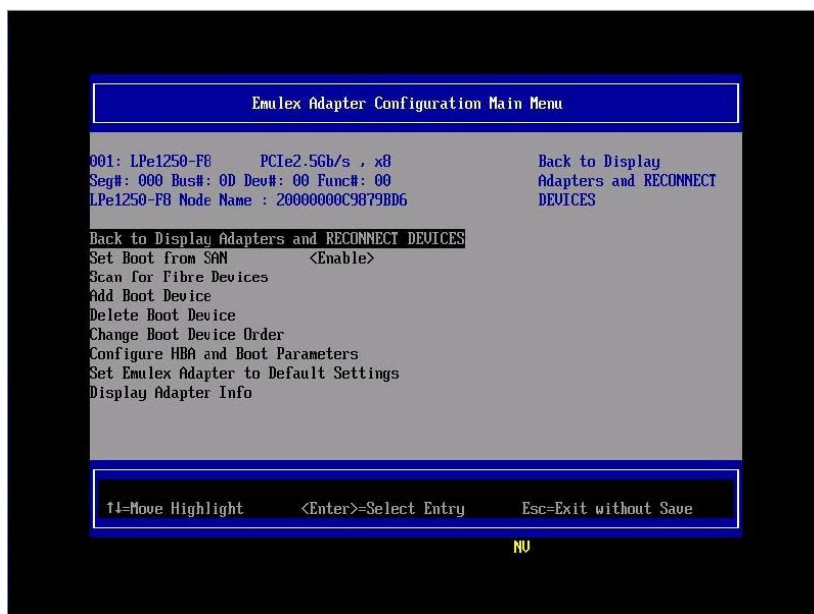 Emulex Adapter Configuration Main Menu
001: LPe1250-F8 PCIe2.5Gb/s , x8
Seg#: 000 Bus#: 0D Dev#: 00 Func#: 00
LPe1250-F8 Node Name : 20000000C9879BD6
Back to Display
Adapters and RECONNECT
DEVICES
Back to Display Adapters and RECONNECT DEVICES
Set Boot from SAN <Enable>
Scan for Fibre Devices
Add Boot Device
Delete Boot Device
Change Boot Device Order
Configure HBA and Boot Parameters
Set Emulex Adapter to Default Settings
Display Adapter Info
↑↓=Move Highlight <Enter>=Select Entry Esc=Exit without Save
NV